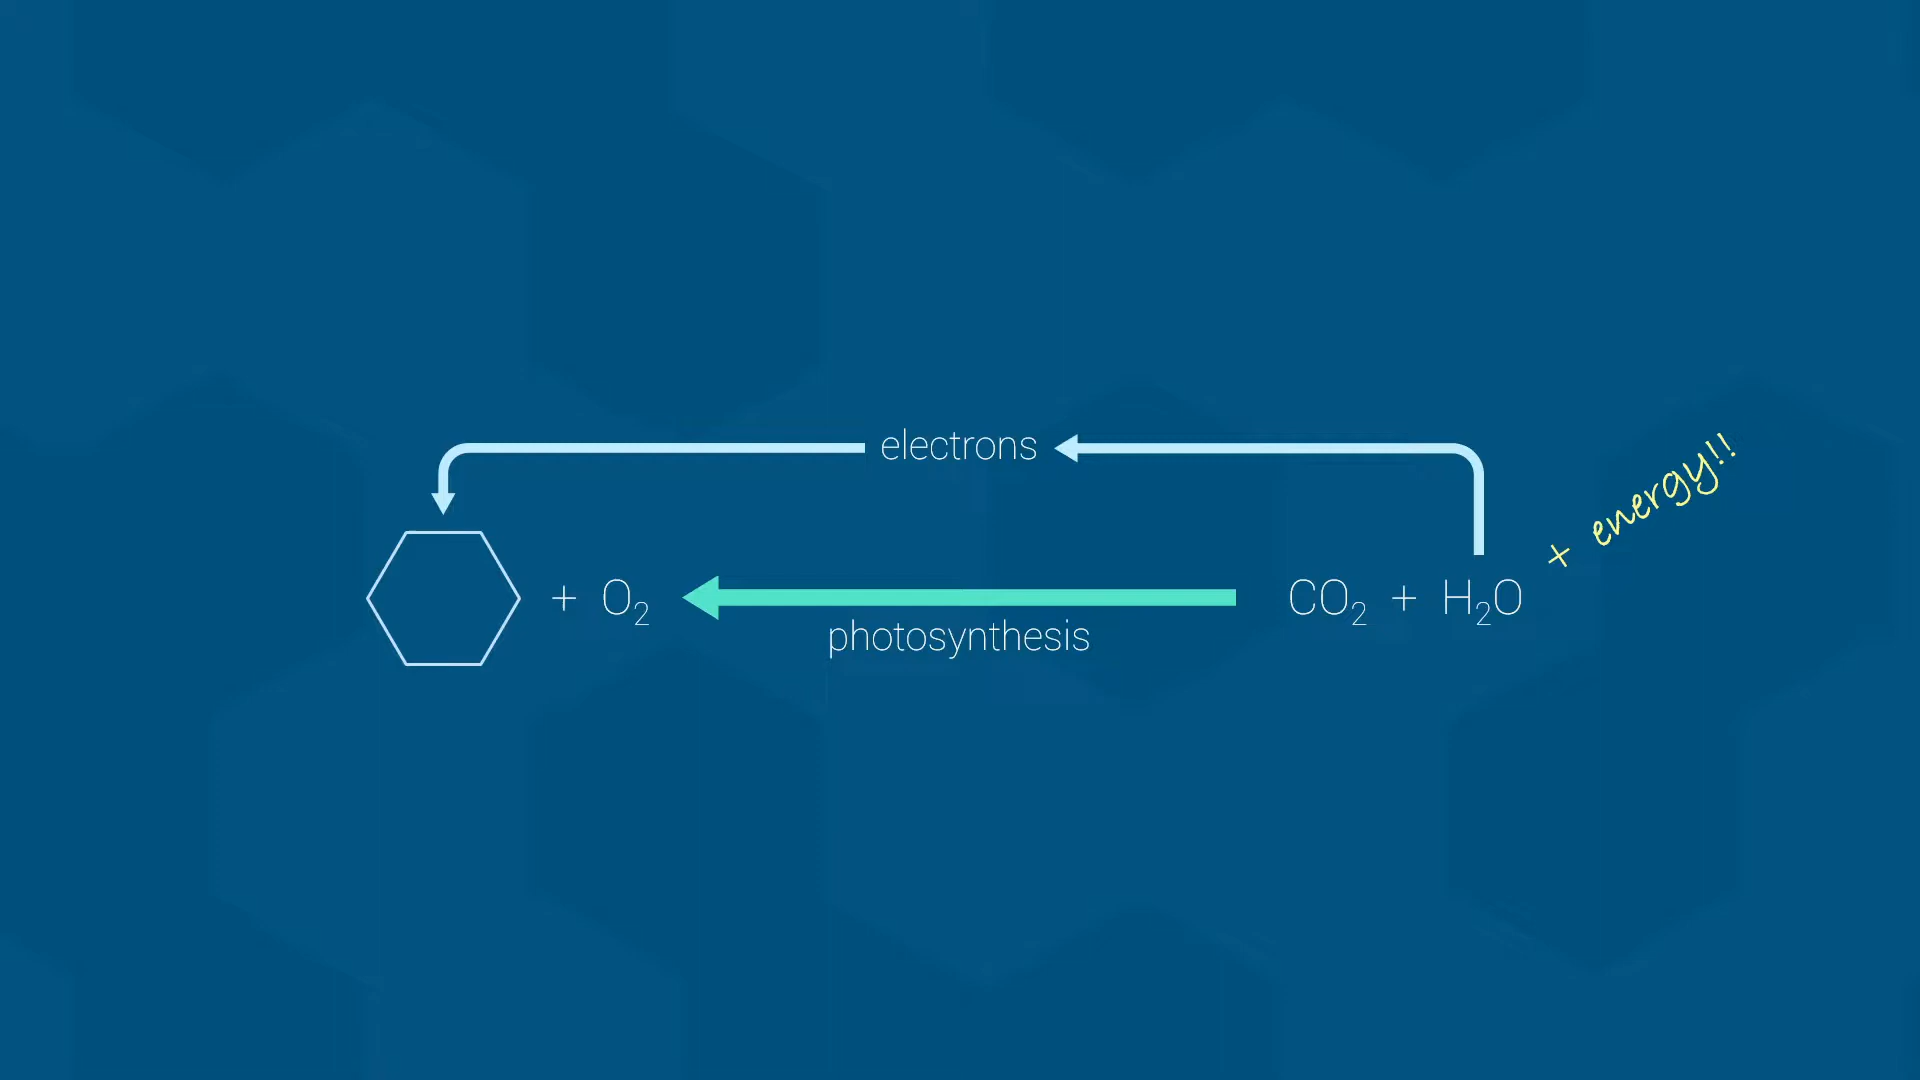 electrons
+ energy!!
+ O₂
CO₂ + H₂O
photosynthesis